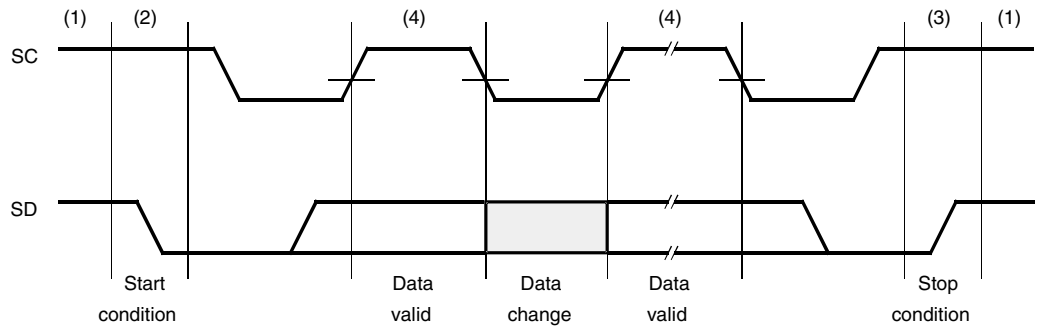 (1) (2) (4) (4) (3) (1)
SC
SD
Start Data Data Data Stop
condition valid change valid condition